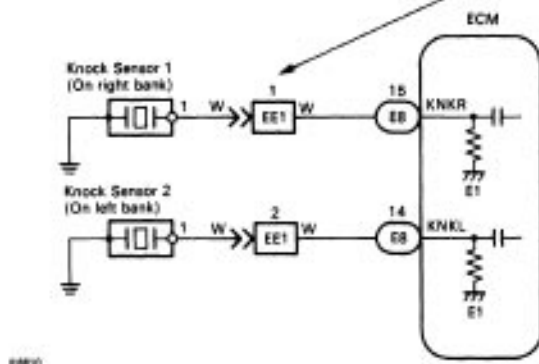 ECM
Knock Sensor 1
(On right bank)
1 W 1 EE1 W 15 E8 KNKR
E1
Knock Sensor 2
(On left bank)
1 W 2 EE1 W 14 E8 KNKL
E1